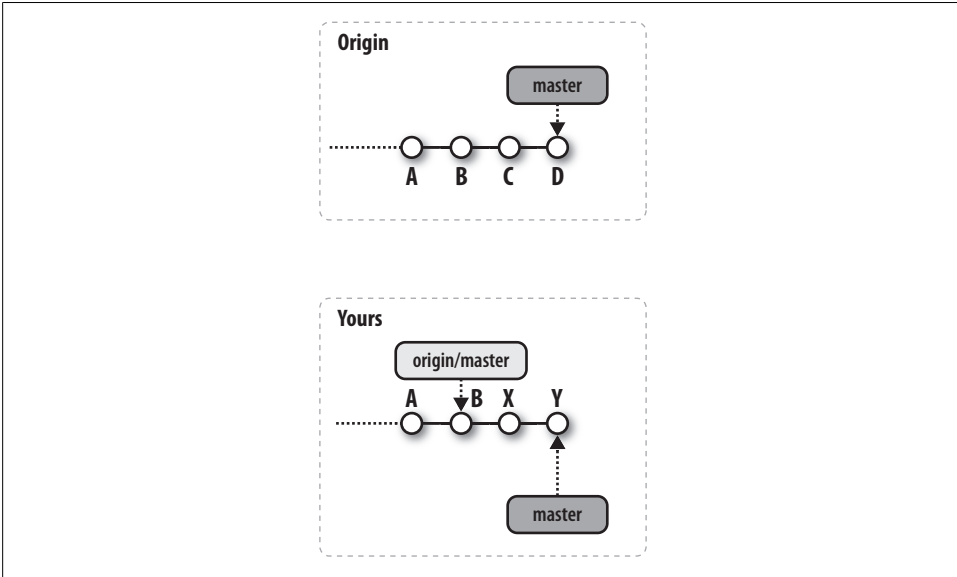 Origin
master
A B C D
Yours
origin/master
A B X Y
master